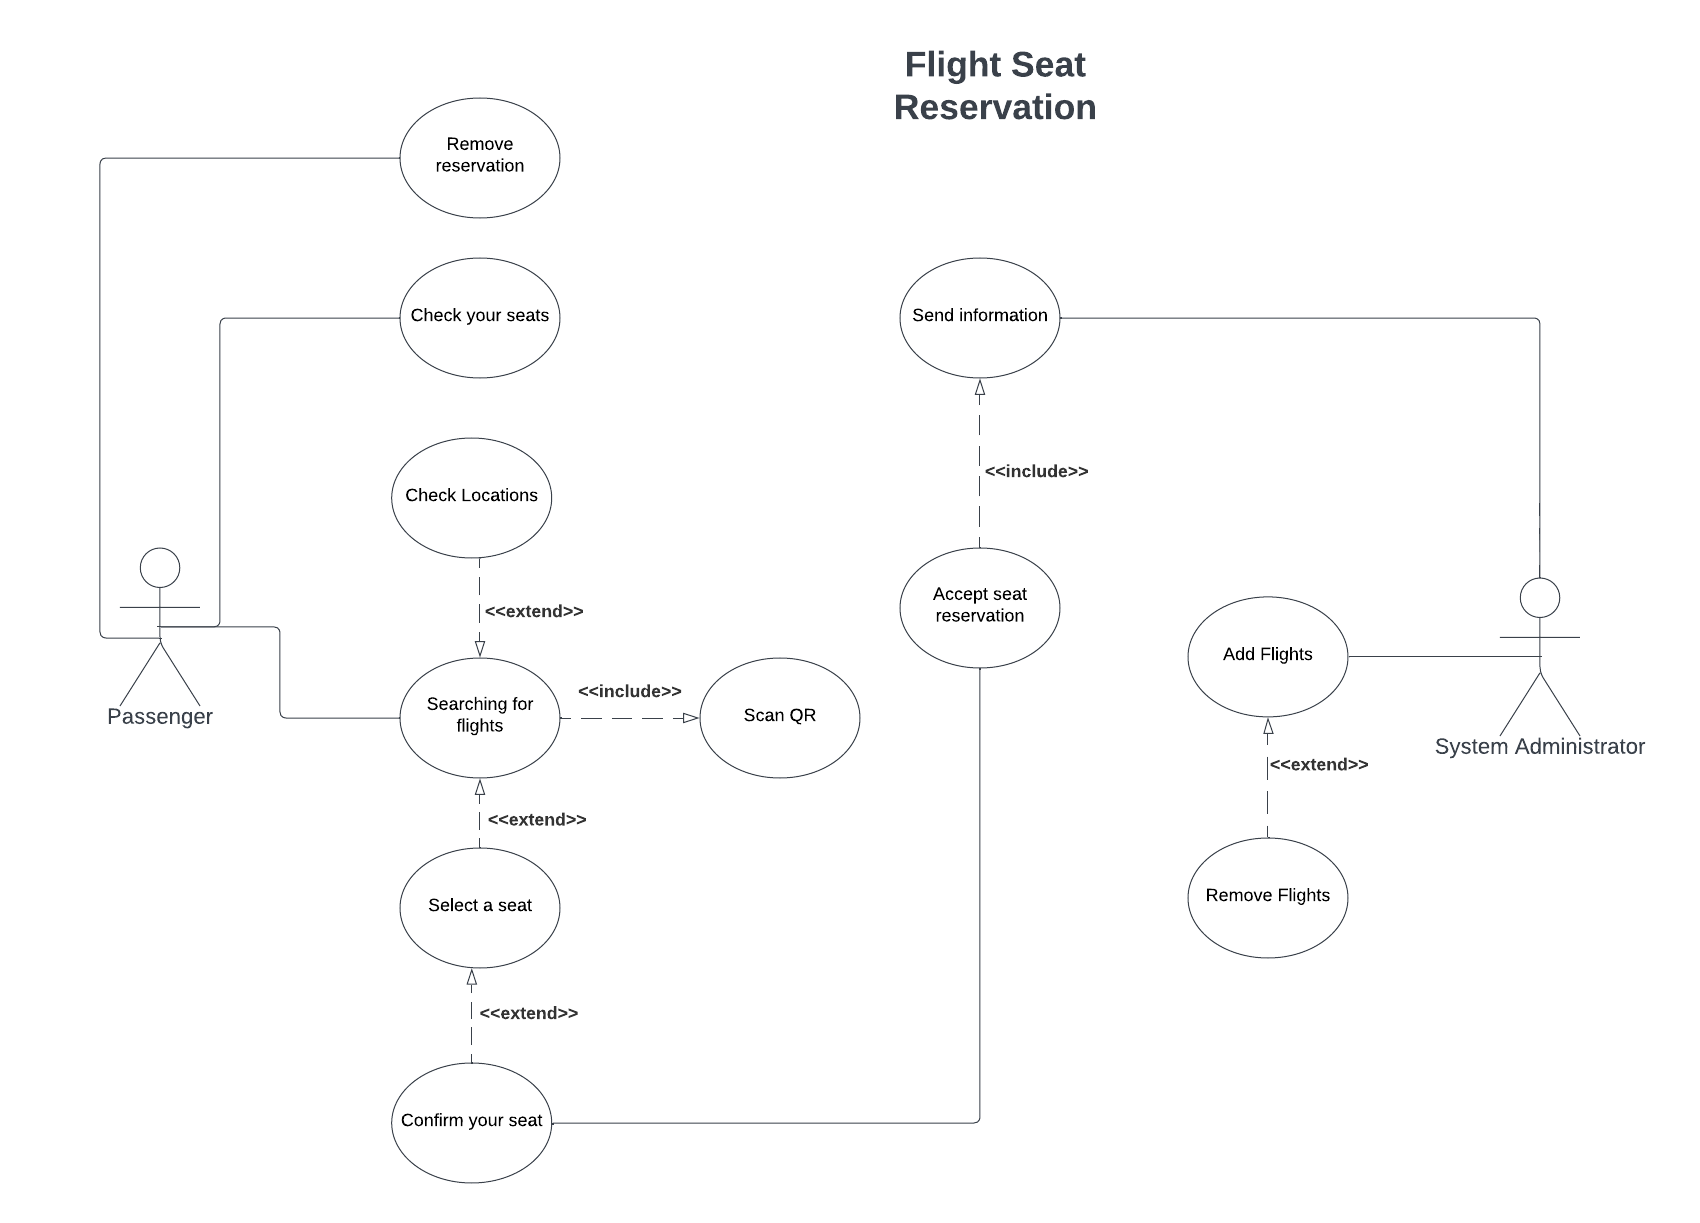 Flight Seat
Reservation
Remove
reservation
Check your seats
Send information
Check Locations
<<include>>
<<extend>>
Accept seat
reservation
Add Flights
Passenger
Searching for
flights
<<include>>
Scan QR
System Administrator
<<extend>>
<<extend>>
Select a seat
Remove Flights
<<extend>>
Confirm your seat